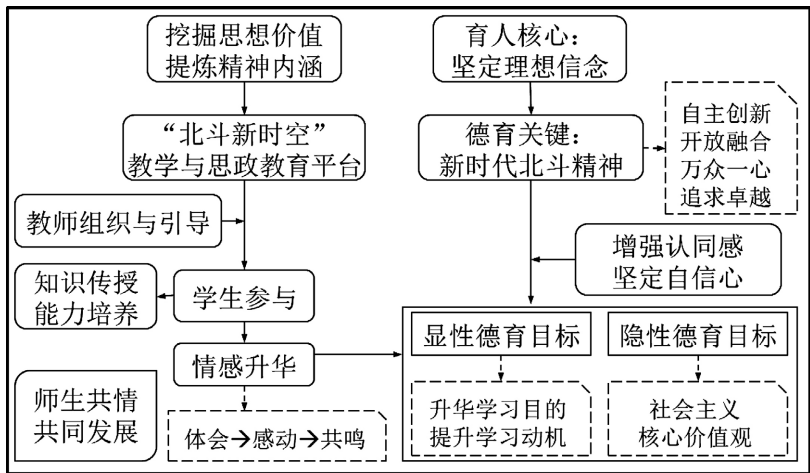 挖掘思想价值
提炼精神内涵
育人核心：
坚定理想信念
“北斗新时空”
教学与思政教育平台
德育关键：
新时代北斗精神
自主创新
开放融合
万众一心
追求卓越
教师组织与引导
增强认同感
坚定自信心
知识传授
能力培养
学生参与
显性德育目标
隐性德育目标
情感升华
师生共情
共同发展
体会→感动→共鸣
升华学习目的
提升学习动机
社会主义
核心价值观